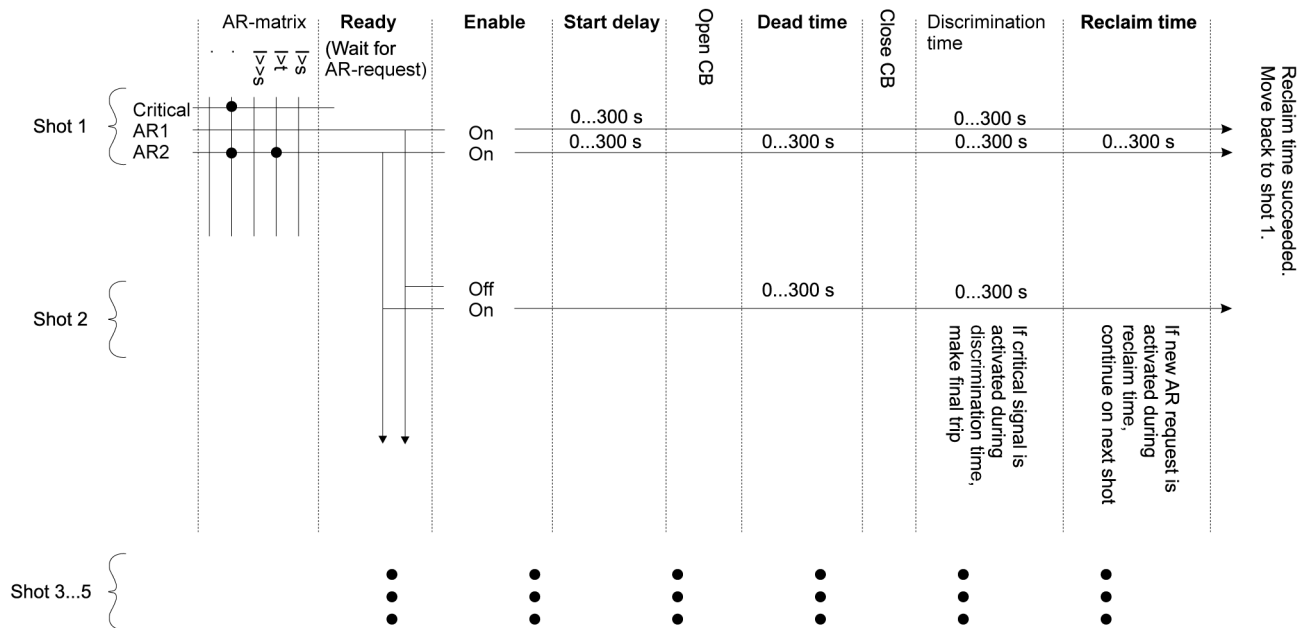 AR-matrix
Ready
(Wait for
AR-request)
Enable
Start delay
Open CB
Dead time
Close CB
Discrimination
time
Reclaim time
Reclaim time succeeded.
Move back to shot 1.
. .
I>>s
I>t
I>s
Shot 1
Critical
AR1
AR2
On
On
0...300 s
0...300 s
0...300 s
0...300 s
0...300 s
0...300 s
Shot 2
Off
On
0...300 s
0...300 s
If critical signal is
activated during
discrimination time,
make final trip
If new AR request is
activated during
reclaim time,
continue on next shot
Shot 3...5